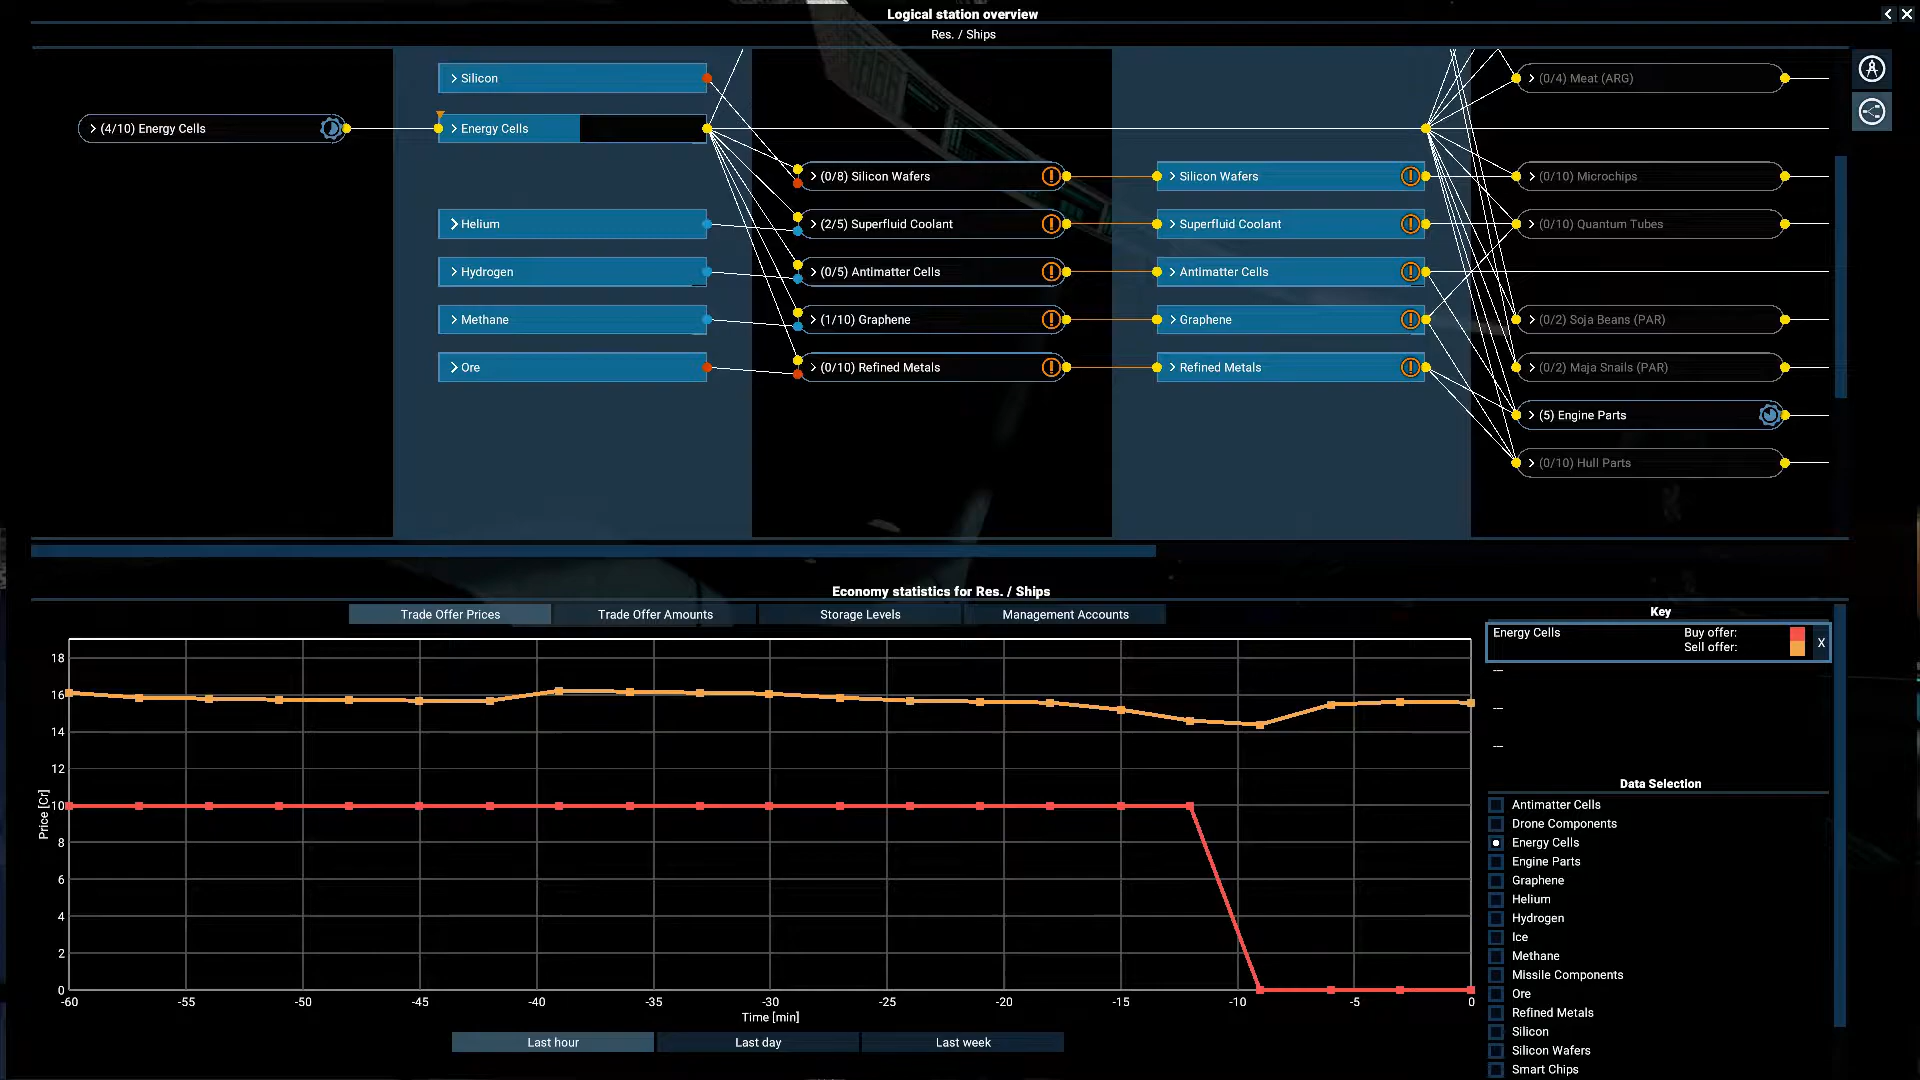 Logical station overview
Res. / Ships
Silicon
(0/4) Meat (ARG)
(4/10) Energy Cells
Energy Cells
(0/8) Silicon Wafers
Silicon Wafers
(0/10) Microchips
Helium
(2/5) Superfluid Coolant
Superfluid Coolant
(0/10) Quantum Tubes
Hydrogen
(0/5) Antimatter Cells
Antimatter Cells
Methane
(1/10) Graphene
Graphene
(0/2) Soja Beans (PAR)
Ore
(0/10) Refined Metals
Refined Metals
(0/2) Maja Snails (PAR)
(5) Engine Parts
(0/10) Hull Parts
Economy statistics for Res. / Ships
Trade Offer Prices
Trade Offer Amounts
Storage Levels
Management Accounts
Price [Cr]
18
16
14
12
10
8
6
4
2
0
-60
-55
-50
-45
-40
-35
-30
-25
-20
-15
-10
-5
0
Time [min]
Last hour
Last day
Last week
Key
Energy Cells
Buy offer:
Sell offer:
X
---
---
---
Data Selection
Antimatter Cells
Drone Components
Energy Cells
Engine Parts
Graphene
Helium
Hydrogen
Ice
Methane
Missile Components
Ore
Refined Metals
Silicon
Silicon Wafers
Smart Chips